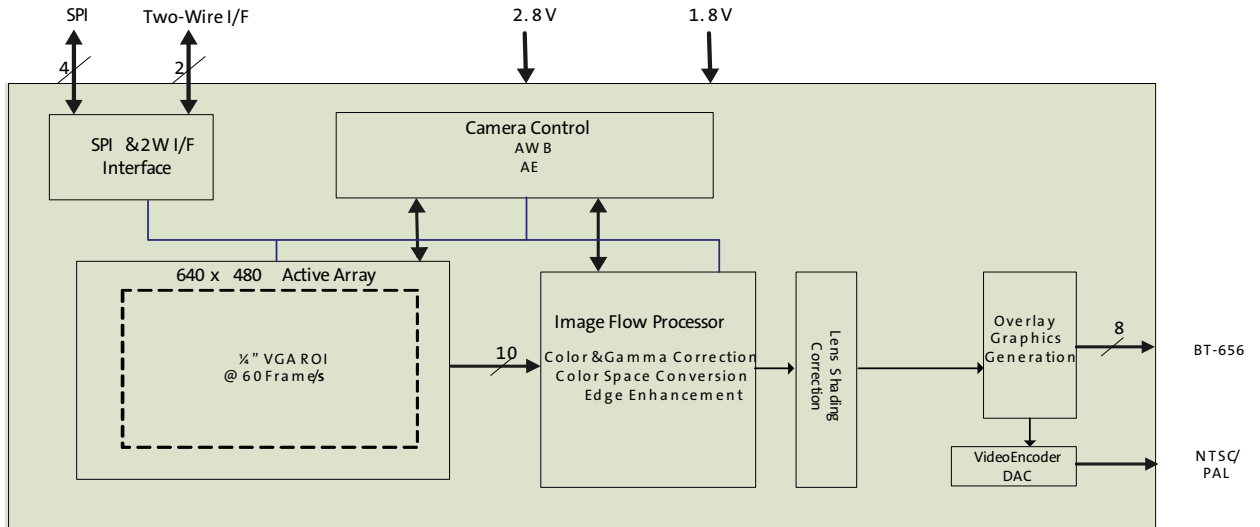 SPI
Two-Wire I/F
2.8V
1.8V
4
2
SPI &2W I/F
Interface
Camera Control
AWB
AE
640 x 480 Active Array
¼" VGA ROI
@ 60 Frame/s
10
Image Flow Processor
Color &Gamma Correction
Color Space Conversion
Edge Enhancement
Lens Shading
Correction
Overlay
Graphics
Generation
8
BT-656
VideoEncoder
DAC
NTSC/
PAL